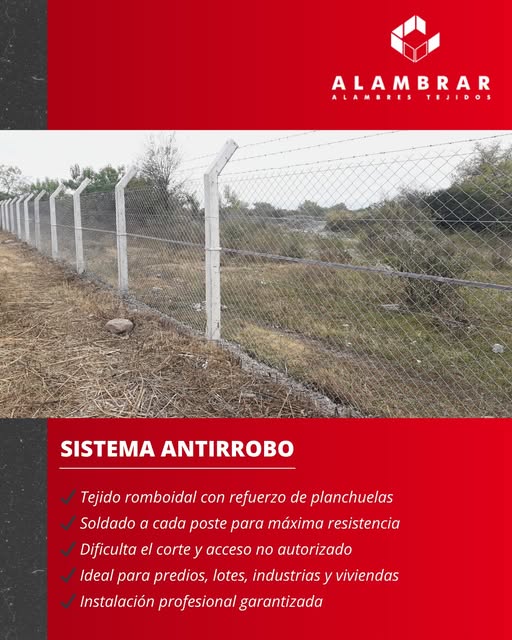 ALAMBRAR
ALAMBRES TEJIDOS
SISTEMA ANTIRROBO
Tejido romboidal con refuerzo de planchuelas
Soldado a cada poste para máxima resistencia
Dificulta el corte y acceso no autorizado
Ideal para predios, lotes, industrias y viviendas
Instalación profesional garantizada